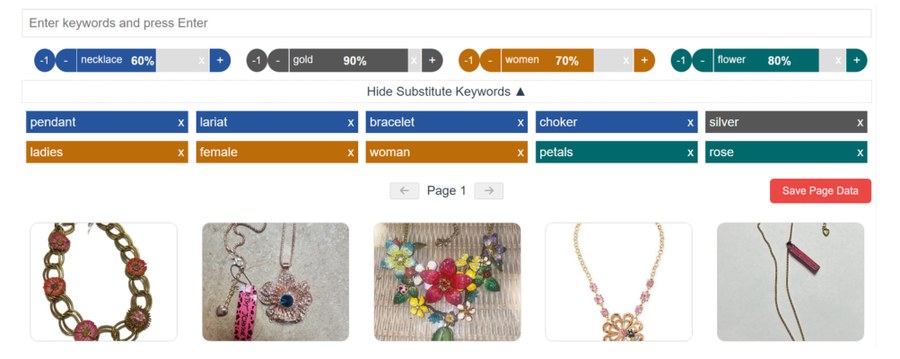 Enter keywords and press Enter
-1 - necklace 60% x + -1 - gold 90% x + -1 - women 70% x + -1 - flower 80% x +
Hide Substitute Keywords ▲
pendant x lariat x bracelet x choker x silver x
ladies x female x woman x petals x rose x
← Page 1 → Save Page Data